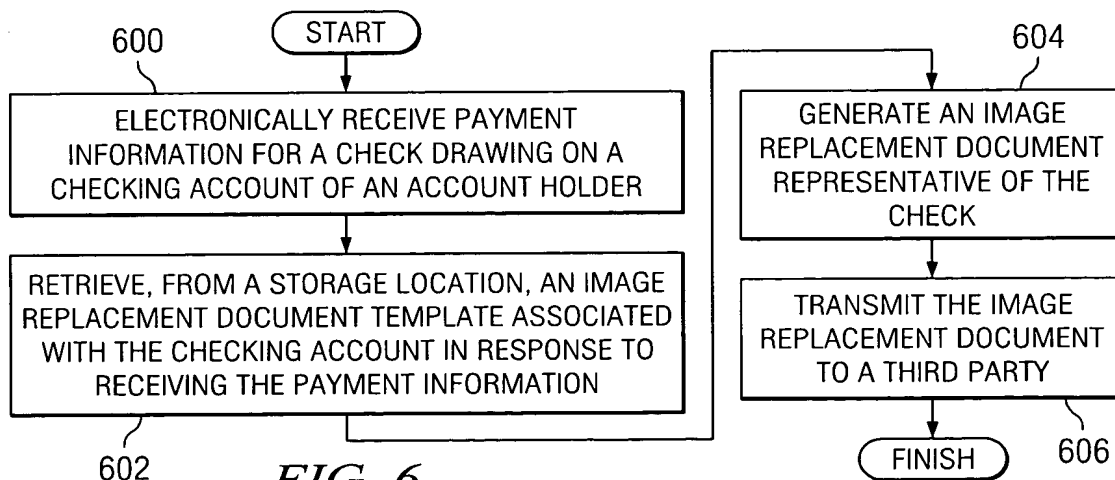 START
600
ELECTRONICALLY RECEIVE PAYMENT
INFORMATION FOR A CHECK DRAWING ON A
CHECKING ACCOUNT OF AN ACCOUNT HOLDER
RETRIEVE, FROM A STORAGE LOCATION, AN IMAGE
REPLACEMENT DOCUMENT TEMPLATE ASSOCIATED
WITH THE CHECKING ACCOUNT IN RESPONSE TO
RECEIVING THE PAYMENT INFORMATION
602
604
GENERATE AN IMAGE
REPLACEMENT DOCUMENT
REPRESENTATIVE OF THE
CHECK
TRANSMIT THE IMAGE
REPLACEMENT DOCUMENT
TO A THIRD PARTY
606
FINISH
FIG. 6